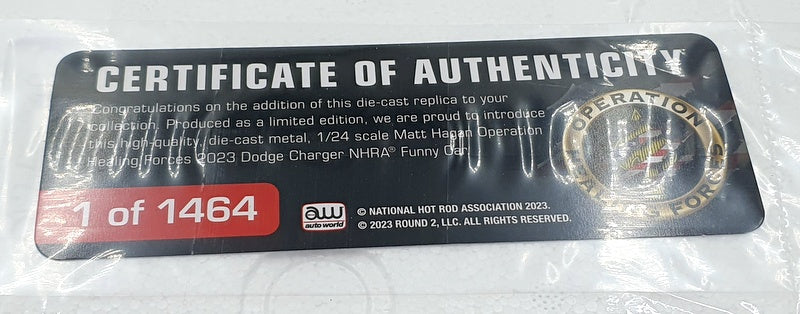 CERTIFICATE OF AUTHENTICITY
Congratulations on the addition of this die-cast replica to your
collection. Produced as a limited edition, we are proud to introduce
this high-quality, die-cast metal, 1/24 scale Matt Hagan Operation
Healing Forces 2023 Dodge Charger NHRA® Funny Car.
1 of 1464
aw
auto world
© NATIONAL HOT ROD ASSOCIATION 2023.
© 2023 ROUND 2, LLC. ALL RIGHTS RESERVED.
OPERATION
HEALING FORCES